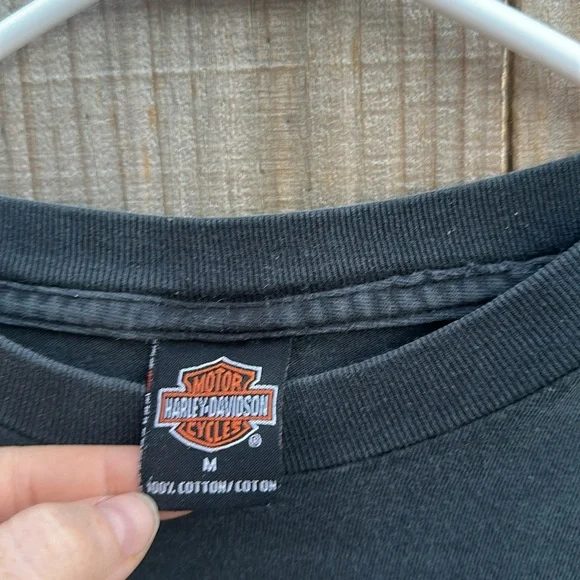 MOTOR
HARLEY-DAVIDSON
CYCLES
®
M
100% COTTON/COTON